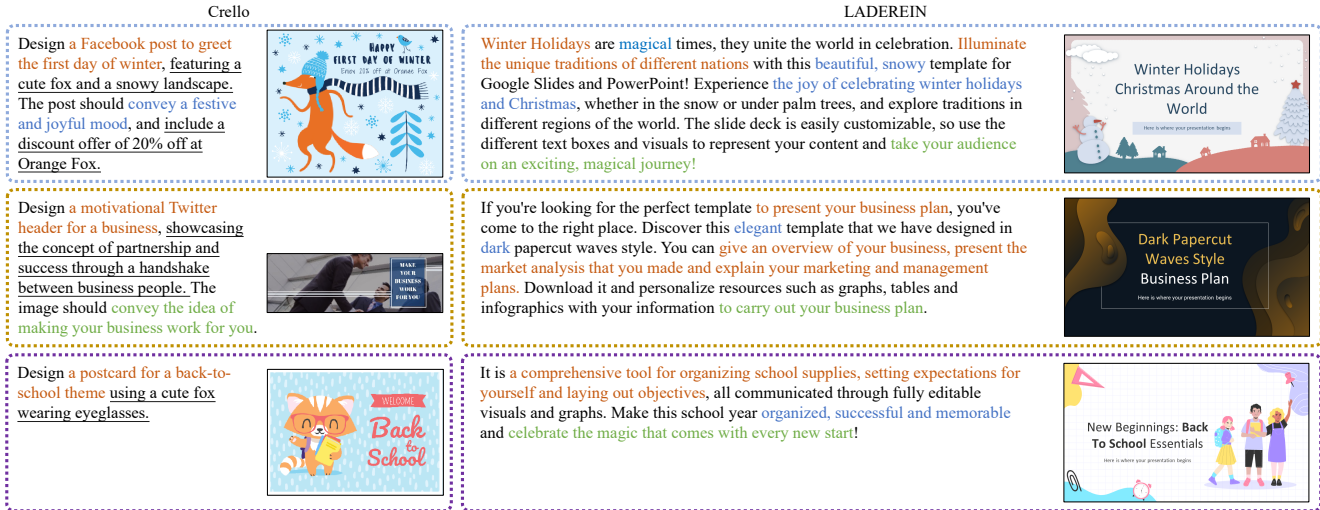 Crello
LADEREIN
Design a Facebook post to greet
the first day of winter, featuring a
cute fox and a snowy landscape.
The post should convey a festive
and joyful mood, and include a
discount offer of 20% off at
Orange Fox.
HAPPY
FIRST DAY OF WINTER
Enjoy 20% off at Orange Fox
Winter Holidays are magical times, they unite the world in celebration. Illuminate
the unique traditions of different nations with this beautiful, snowy template for
Google Slides and PowerPoint! Experience the joy of celebrating winter holidays
and Christmas, whether in the snow or under palm trees, and explore traditions in
different regions of the world. The slide deck is easily customizable, so use the
different text boxes and visuals to represent your content and take your audience
on an exciting, magical journey!
Winter Holidays
Christmas Around the
World
Here is where your presentation begins
Design a motivational Twitter
header for a business, showcasing
the concept of partnership and
success through a handshake
between business people. The
image should convey the idea of
making your business work for you.
MAKE
YOUR
BUSINESS
WORK
FOR YOU
If you're looking for the perfect template to present your business plan, you've
come to the right place. Discover this elegant template that we have designed in
dark papercut waves style. You can give an overview of your business, present the
market analysis that you made and explain your marketing and management
plans. Download it and personalize resources such as graphs, tables and
infographics with your information to carry out your business plan.
Dark Papercut
Waves Style
Business Plan
Here is where your presentation begins
Design a postcard for a back-to-
school theme using a cute fox
wearing eyeglasses.
WELCOME
Back
to
School
It is a comprehensive tool for organizing school supplies, setting expectations for
yourself and laying out objectives, all communicated through fully editable
visuals and graphs. Make this school year organized, successful and memorable
and celebrate the magic that comes with every new start!
New Beginnings: Back
To School Essentials
Here is where your presentation begins